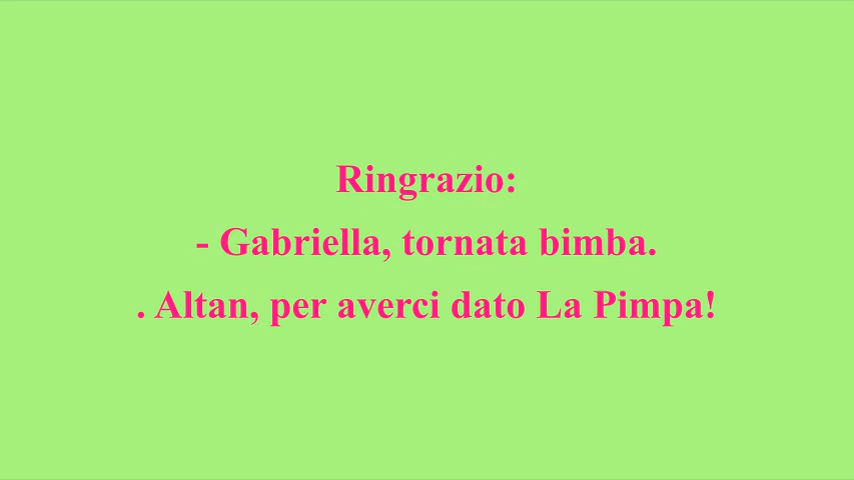 Ringrazio:
- Gabriella, tornata bimba.
. Altan, per averci dato La Pimpa!